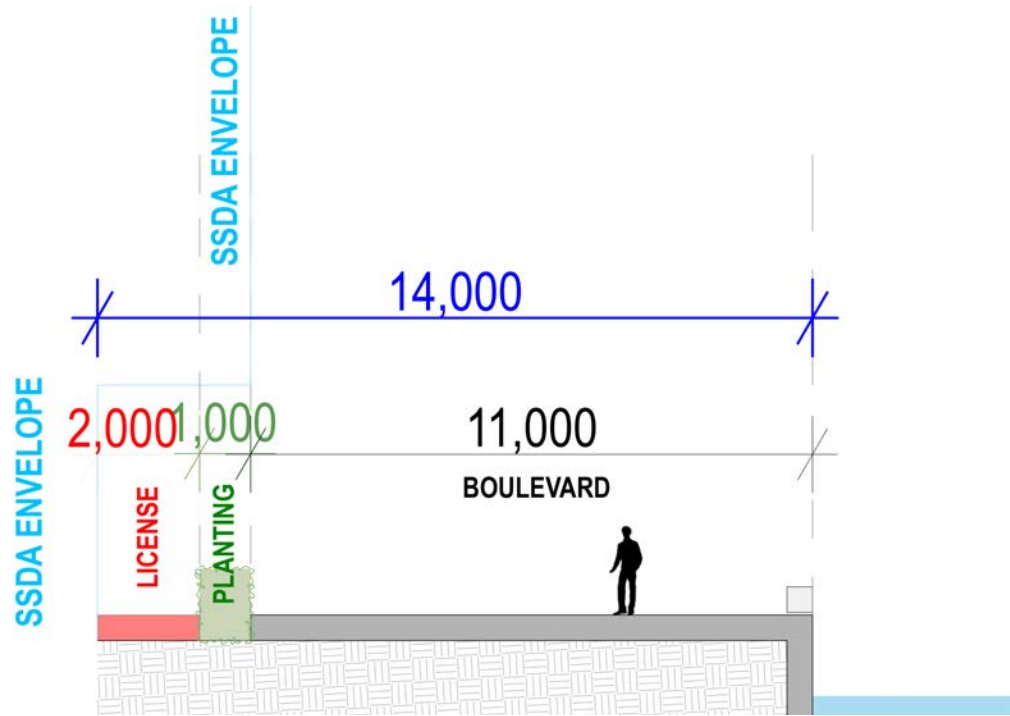 SSDA ENVELOPE
14,000
SSDA ENVELOPE
2,000
1,000
11,000
BOULEVARD
LICENSE
PLANTING